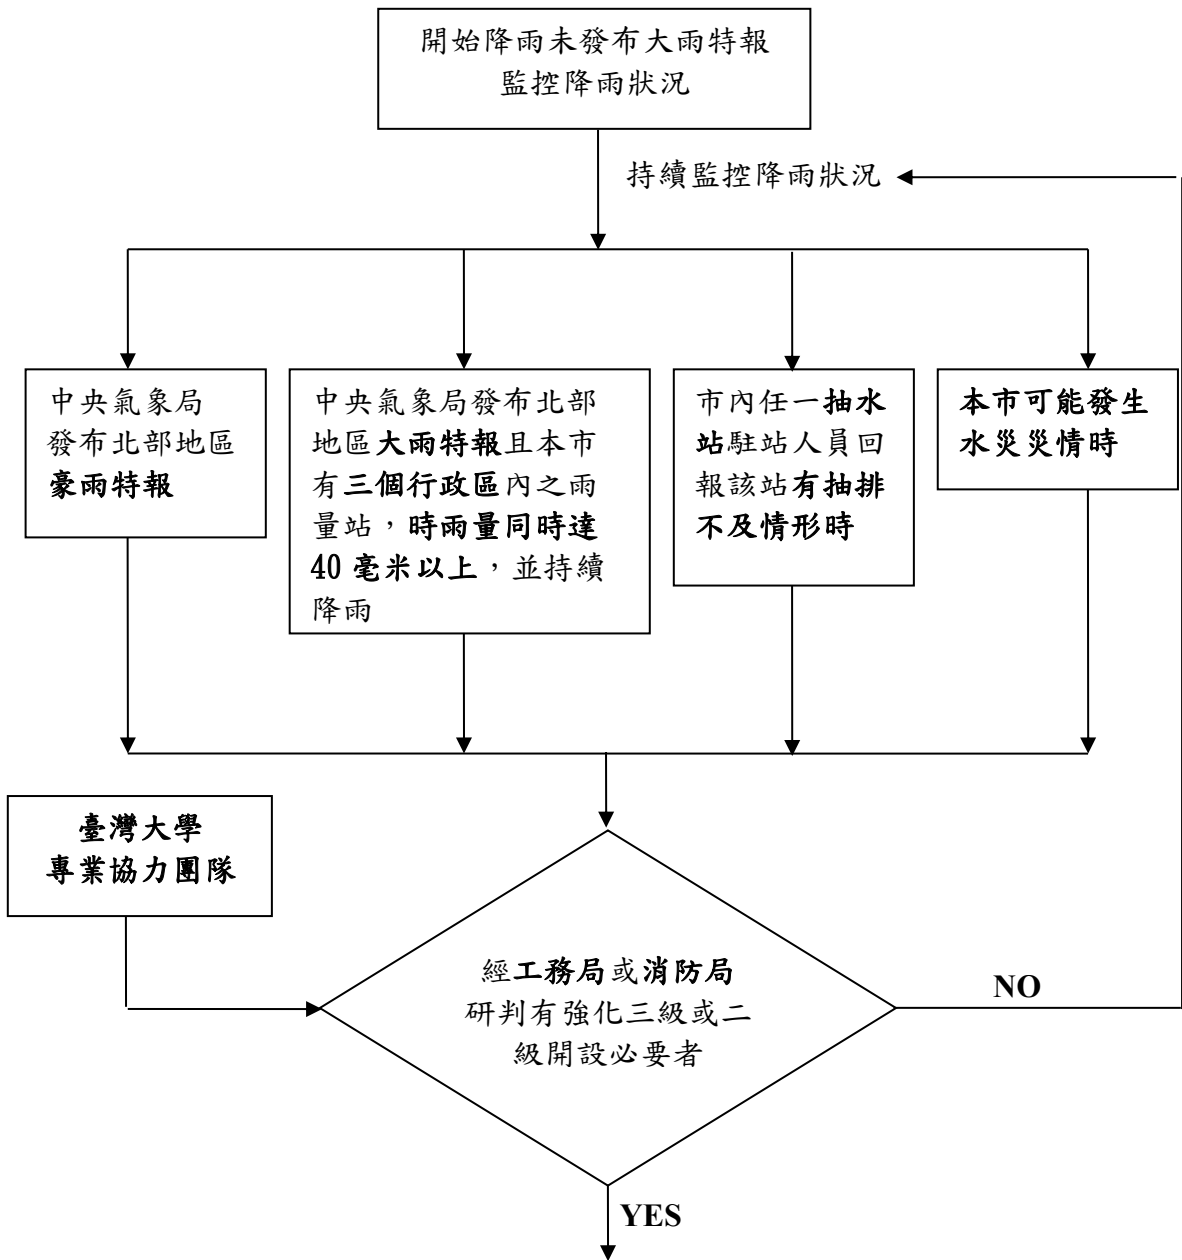 開始降雨未發布大雨特報
監控降雨狀況
持續監控降雨狀況
中央氣象局
發布北部地區
豪雨特報
中央氣象局發布北部
地區大雨特報且本市
有三個行政區內之雨
量站，時雨量同時達
40 毫米以上，並持續
降雨
市內任一抽水
站駐站人員回
報該站有抽排
不及情形時
本市可能發生
水災災情時
臺灣大學
專業協力團隊
經工務局或消防局
研判有強化三級或二
級開設必要者
NO
YES